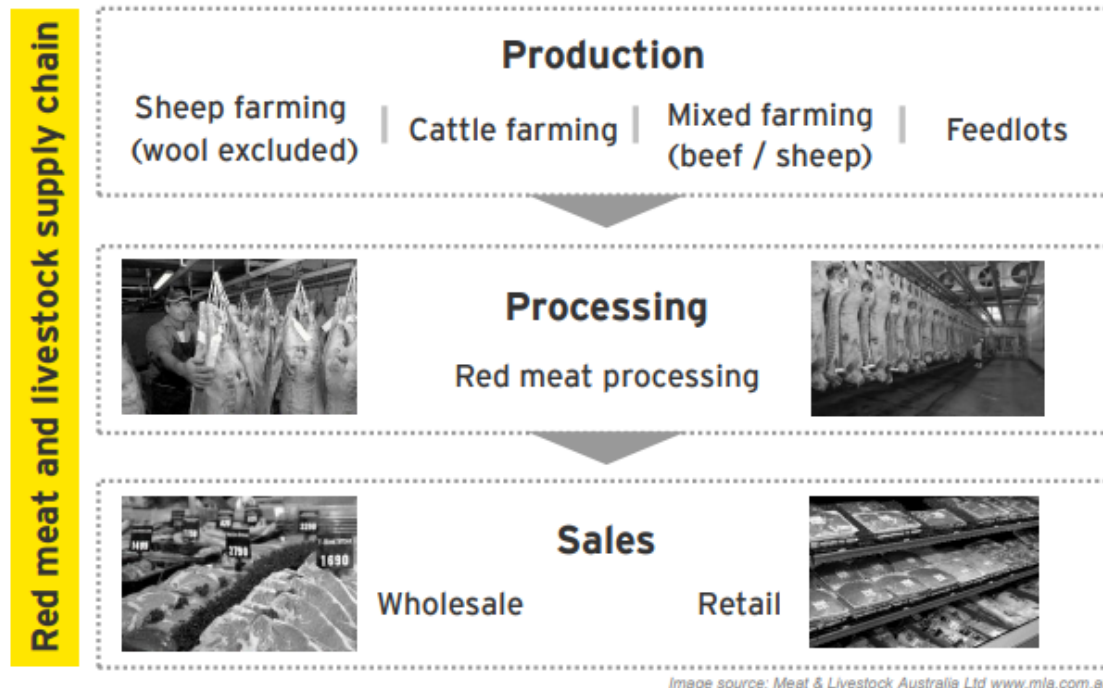 Red meat and livestock supply chain
Production
Sheep farming
(wool excluded)
Cattle farming
Mixed farming
(beef / sheep)
Feedlots
Processing
Red meat processing
Sales
1690
Wholesale
Retail
Image source: Meat & Livestock Australia Ltd www.mla.com.a